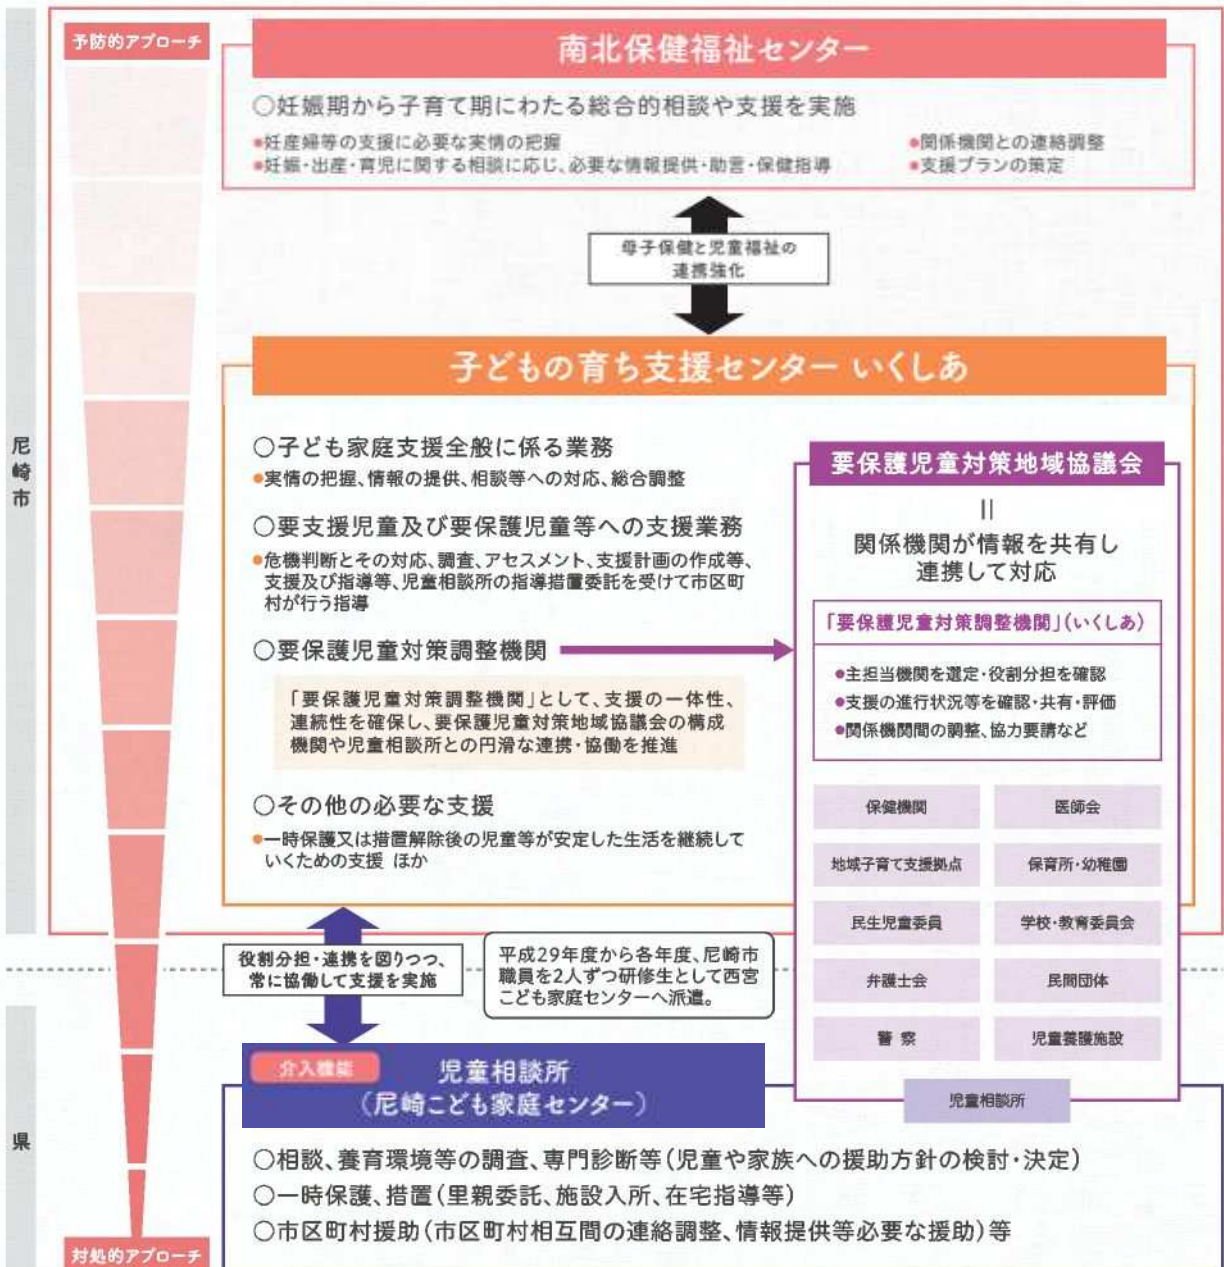 予防的アプローチ
南北保健福祉センター
○妊娠期から子育て期にわたる総合的相談や支援を実施
●妊産婦等の支援に必要な実情の把握
●妊娠・出産・育児に関する相談に応じ、必要な情報提供・助言・保健指導
●関係機関との連絡調整
●支援プランの策定
母子保健と児童福祉の
連携強化
尼崎市
子どもの育ち支援センター いくしあ
○子ども家庭支援全般に係る業務
●実情の把握、情報の提供、相談等への対応、総合調整
○要支援児童及び要保護児童等への支援業務
●危機判断とその対応、調査、アセスメント、支援計画の作成等、
支援及び指導等、児童相談所の指導措置委託を受けて市区町
村が行う指導
○要保護児童対策調整機関
「要保護児童対策調整機関」として、支援の一体性、
連続性を確保し、要保護児童対策地域協議会の構成
機関や児童相談所との円滑な連携・協働を推進
○その他の必要な支援
●一時保護又は措置解除後の児童等が安定した生活を継続して
いくための支援 ほか
要保護児童対策地域協議会
||
関係機関が情報を共有し
連携して対応
「要保護児童対策調整機関」(いくしあ)
●主担当機関を選定・役割分担を確認
●支援の進行状況等を確認・共有・評価
●関係機関間の調整、協力要請など
保健機関
医師会
地域子育て支援拠点
保育所・幼稚園
民生児童委員
学校・教育委員会
弁護士会
民間団体
警察
児童養護施設
児童相談所
役割分担・連携を図りつつ、
常に協働して支援を実施
平成29年度から各年度、尼崎市
職員を2人ずつ研修生として西宮
こども家庭センターへ派遣。
県
介入機能
児童相談所
(尼崎こども家庭センター)
○相談、養育環境等の調査、専門診断等(児童や家族への援助方針の検討・決定)
○一時保護、措置(里親委託、施設入所、在宅指導等)
○市区町村援助(市区町村相互間の連絡調整、情報提供等必要な援助)等
対処的アプローチ